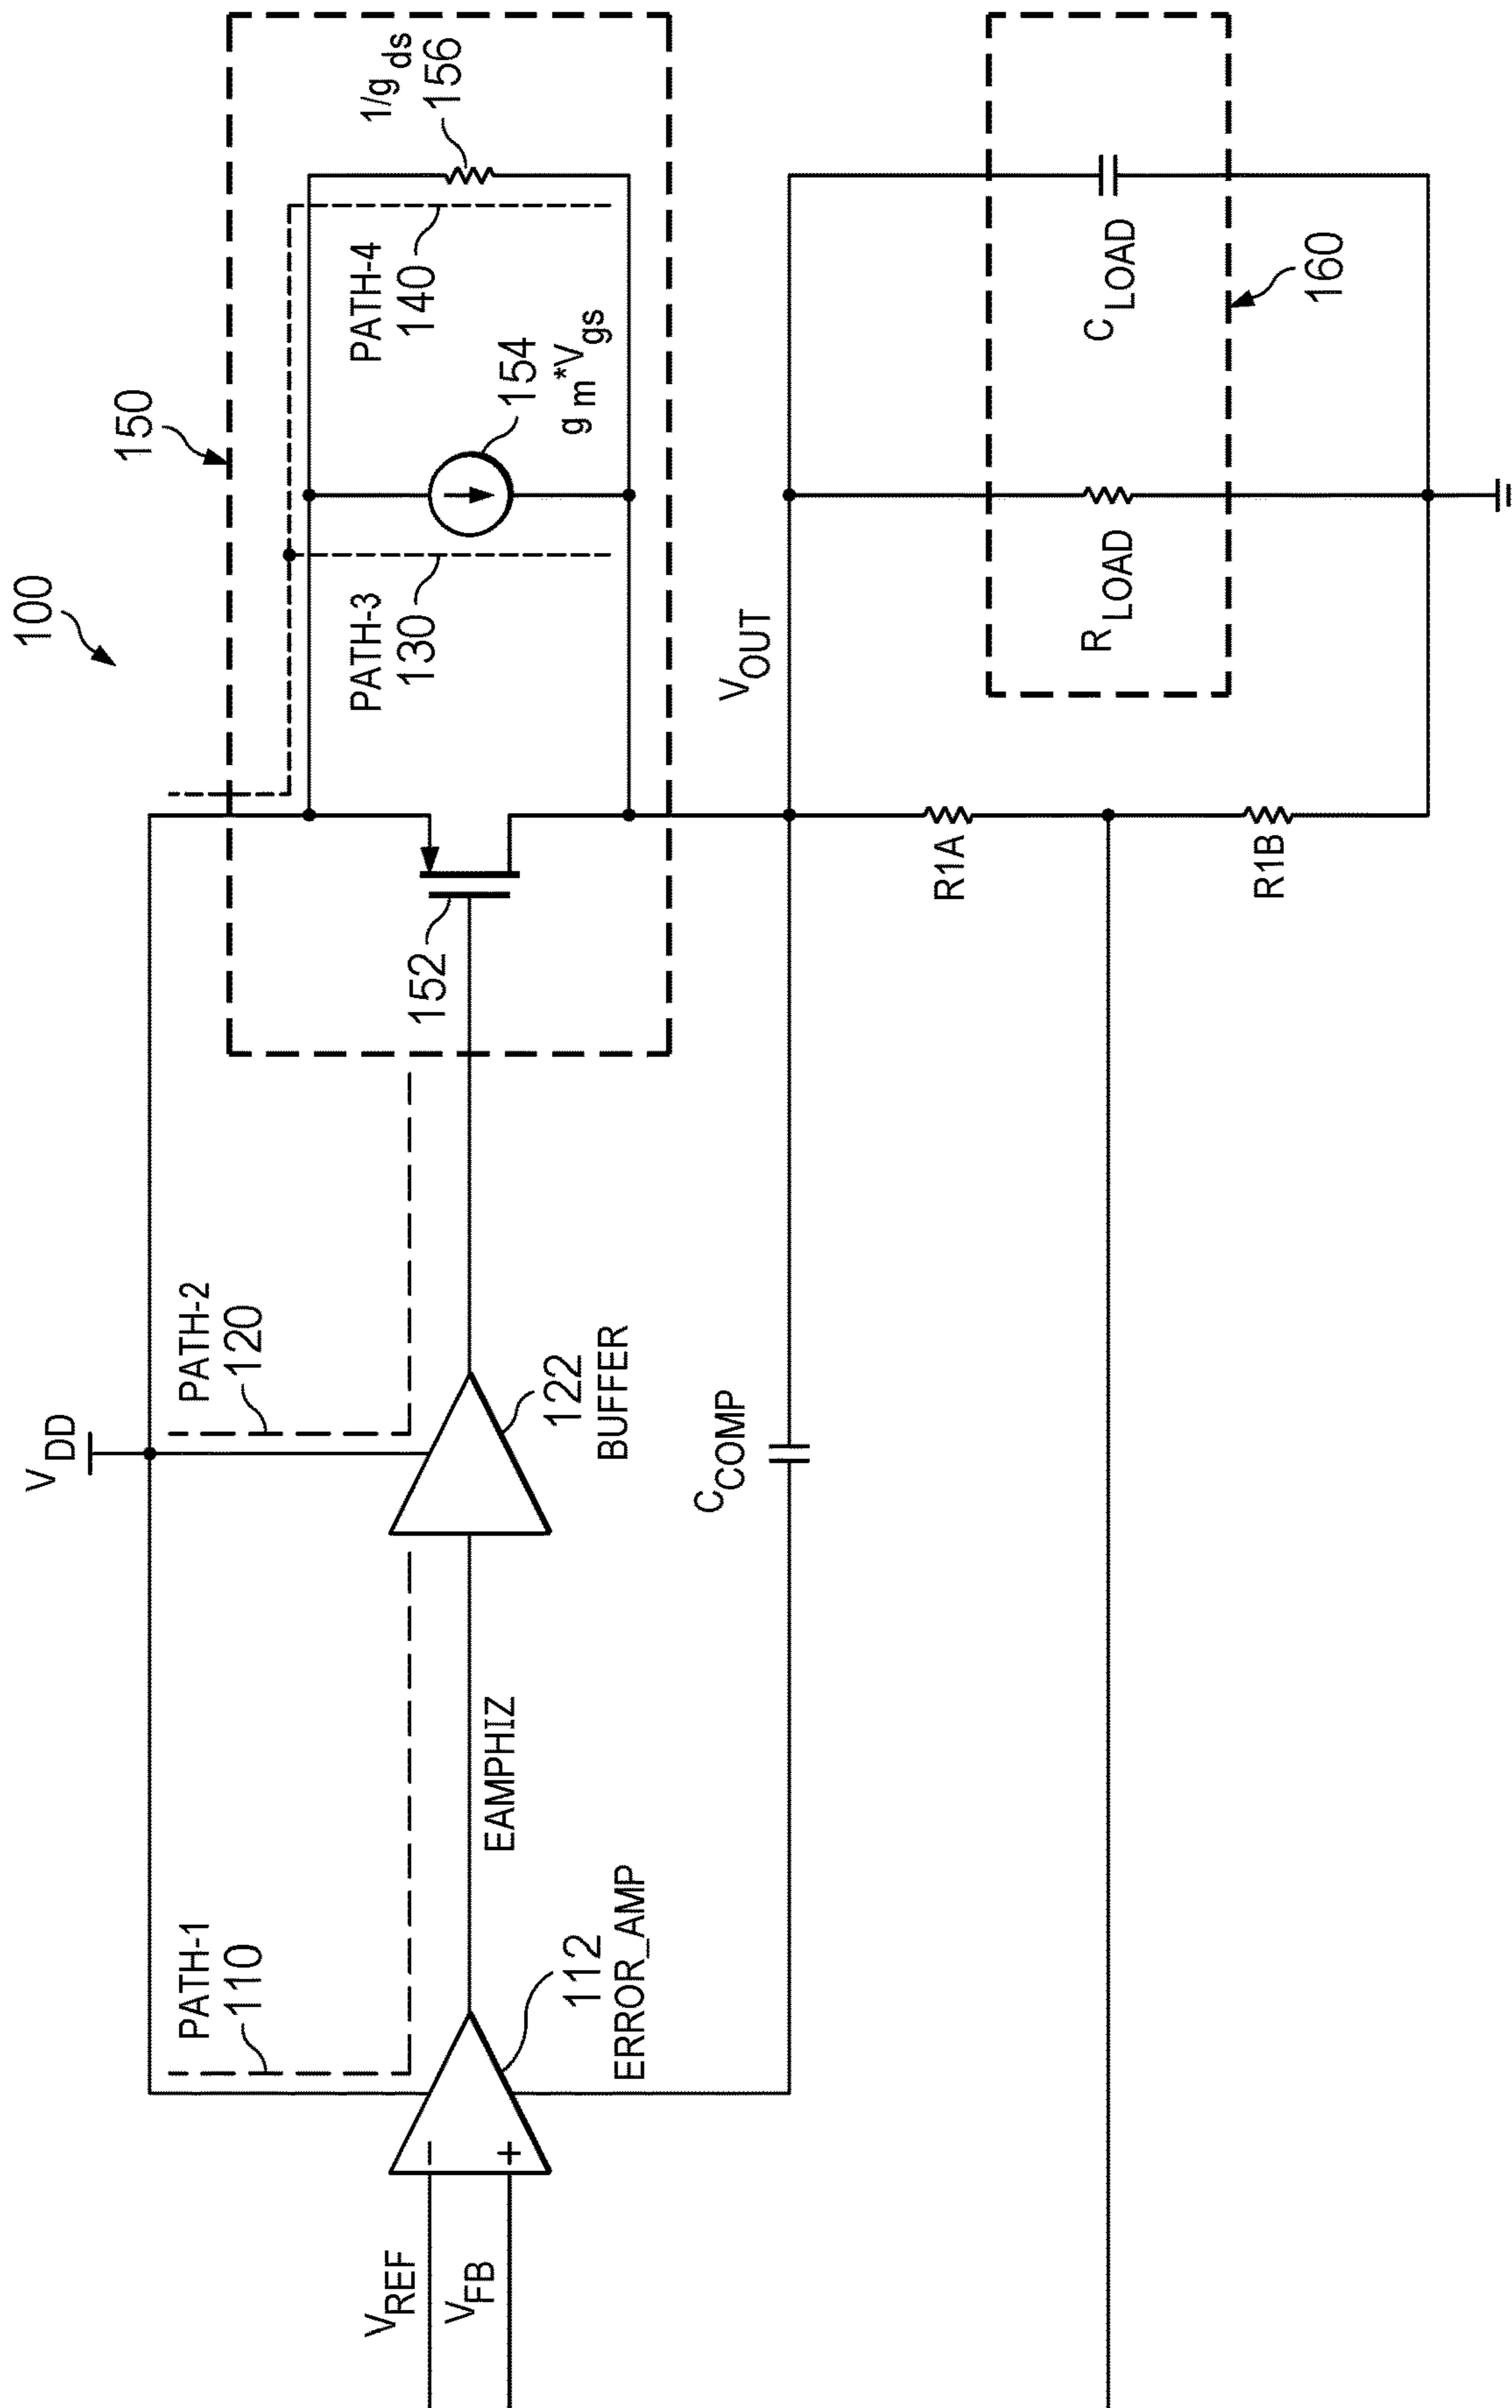 100
V DD
PATH-1
110
PATH-2
120
150
PATH-3
130
PATH-4
140
1/g ds
156
154
g m*V gs
152
V REF
V FB
−
+
112
ERROR_AMP
EAMPHIZ
122
BUFFER
C COMP
V OUT
R1A
R1B
R LOAD
C LOAD
160